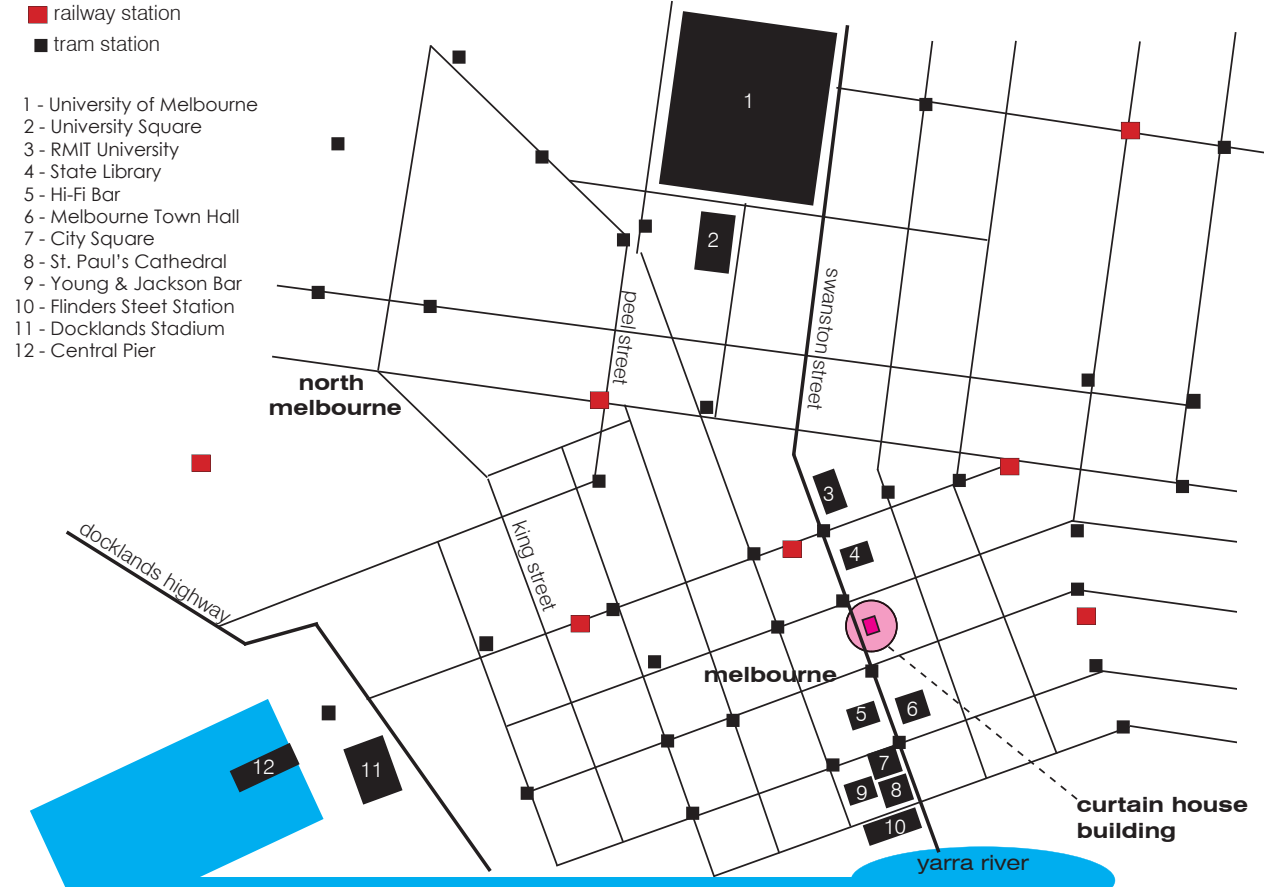 railway station
tram station
1 - University of Melbourne
2 - University Square
3 - RMIT University
4 - State Library
5 - Hi-Fi Bar
6 - Melbourne Town Hall
7 - City Square
8 - St. Paul's Cathedral
9 - Young & Jackson Bar
10 - Flinders Steet Station
11 - Docklands Stadium
12 - Central Pier
1
2
peel street
swanston street
north
melbourne
3
docklands highway
king street
4
melbourne
5
6
7
12
11
9
8
10
curtain house
building
yarra river